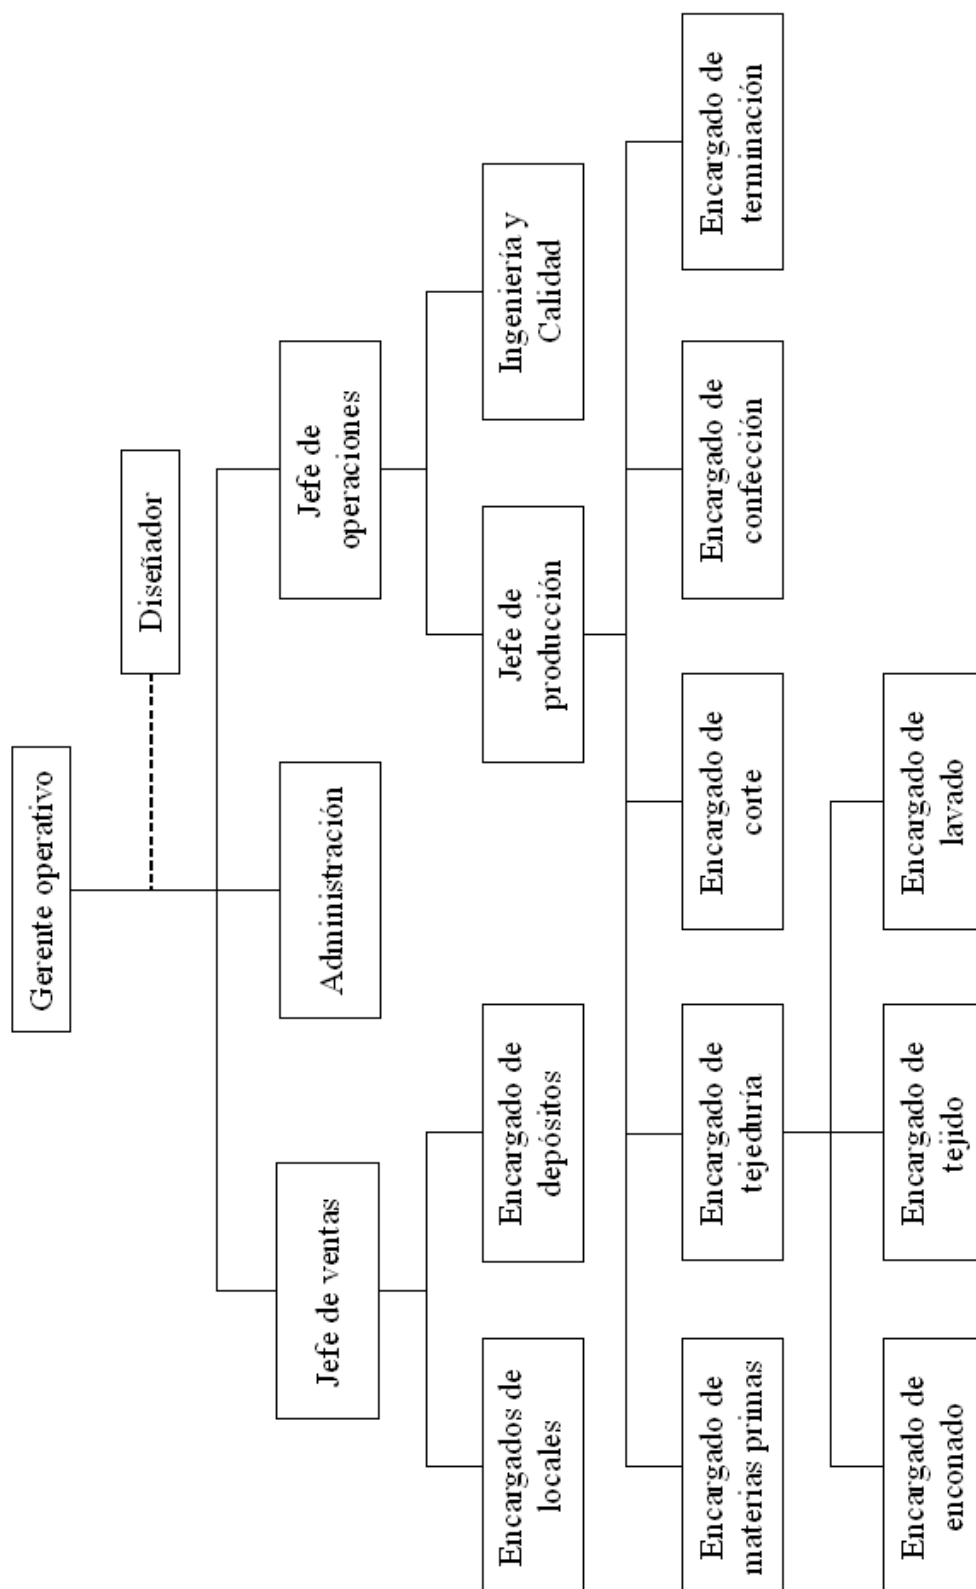 Gerente operativo
Diseñador
Jefe de ventas
Administración
Jefe de
operaciones
Encargados de
locales
Encargado de
depósitos
Jefe de
producción
Ingeniería y
Calidad
Encargado de
materias primas
Encargado de
tejeduría
Encargado de
corte
Encargado de
confección
Encargado de
terminación
Encargado de
enconado
Encargado de
tejido
Encargado de
lavado